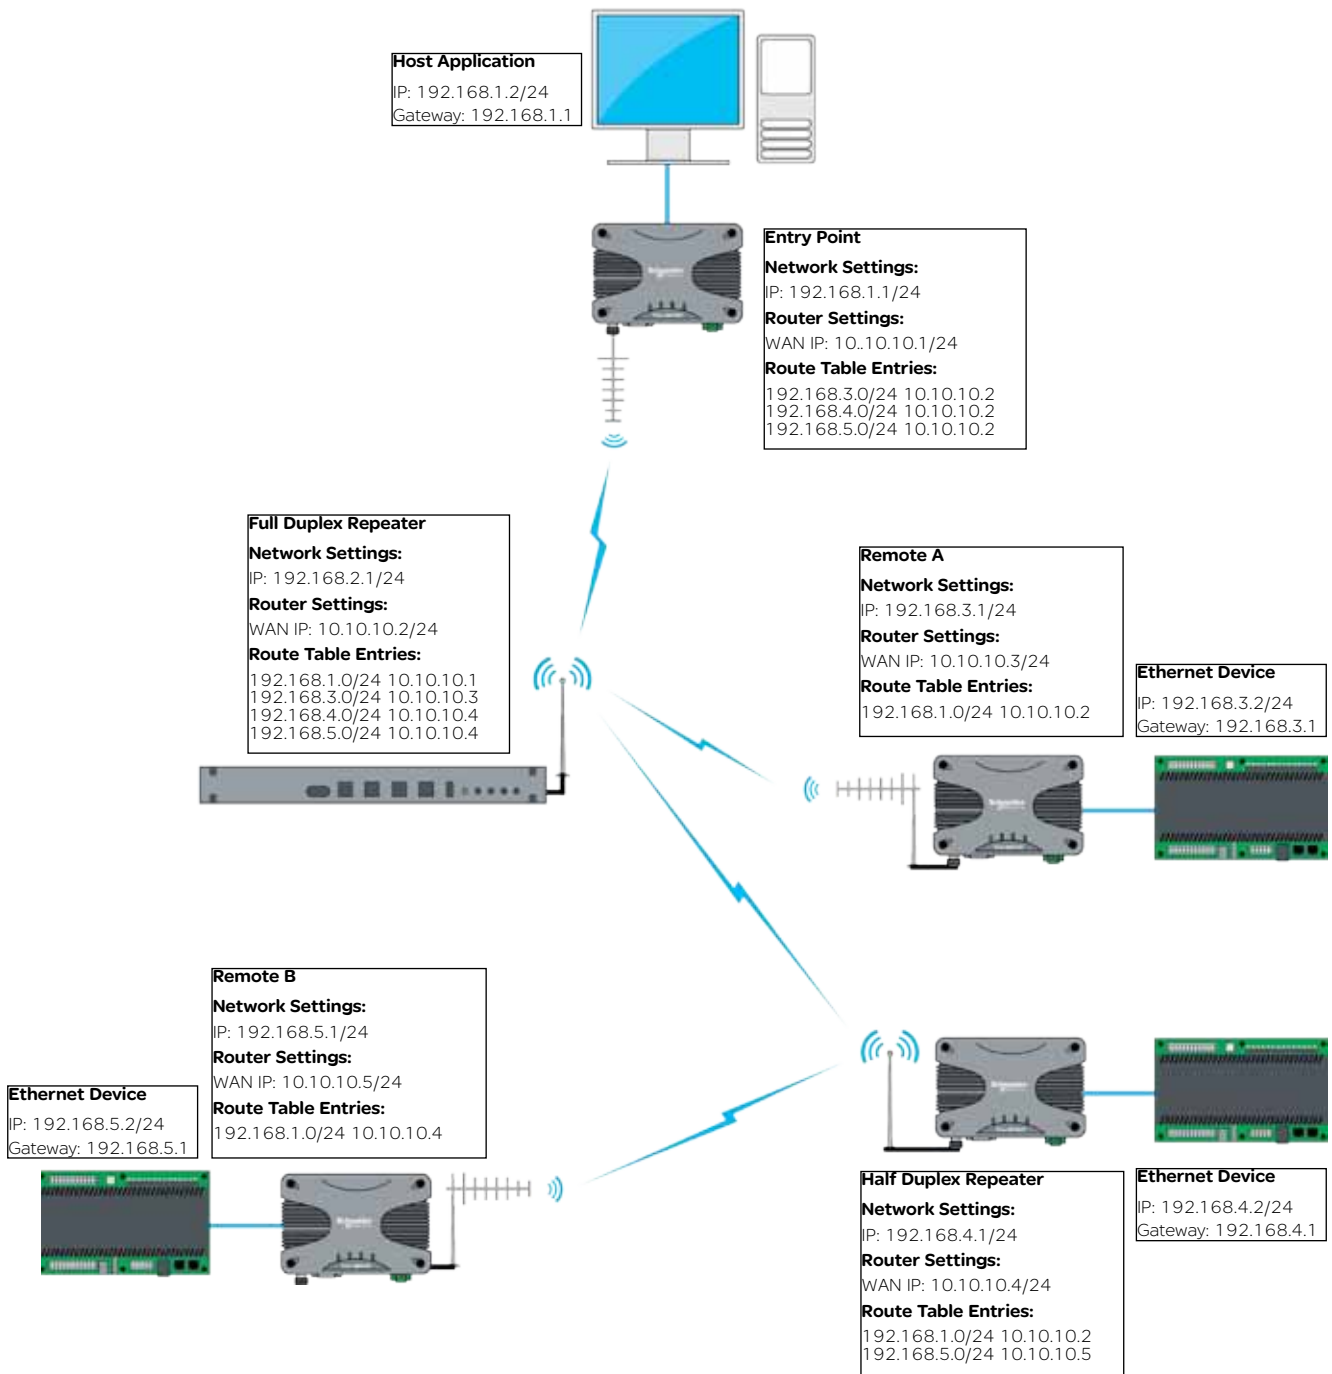 Host Application
IP: 192.168.1.2/24
Gateway: 192.168.1.1
Entry Point
Network Settings:
IP: 192.168.1.1/24
Router Settings:
WAN IP: 10..10.10.1/24
Route Table Entries:
192.168.3.0/24 10.10.10.2
192.168.4.0/24 10.10.10.2
192.168.5.0/24 10.10.10.2
Full Duplex Repeater
Network Settings:
IP: 192.168.2.1/24
Router Settings:
WAN IP: 10.10.10.2/24
Route Table Entries:
192.168.1.0/24 10.10.10.1
192.168.3.0/24 10.10.10.3
192.168.4.0/24 10.10.10.4
192.168.5.0/24 10.10.10.4
Remote A
Network Settings:
IP: 192.168.3.1/24
Router Settings:
WAN IP: 10.10.10.3/24
Route Table Entries:
192.168.1.0/24 10.10.10.2
Ethernet Device
IP: 192.168.3.2/24
Gateway: 192.168.3.1
Remote B
Network Settings:
IP: 192.168.5.1/24
Router Settings:
WAN IP: 10.10.10.5/24
Route Table Entries:
192.168.1.0/24 10.10.10.4
Ethernet Device
IP: 192.168.5.2/24
Gateway: 192.168.5.1
Half Duplex Repeater
Network Settings:
IP: 192.168.4.1/24
Router Settings:
WAN IP: 10.10.10.4/24
Route Table Entries:
192.168.1.0/24 10.10.10.2
192.168.5.0/24 10.10.10.5
Ethernet Device
IP: 192.168.4.2/24
Gateway: 192.168.4.1